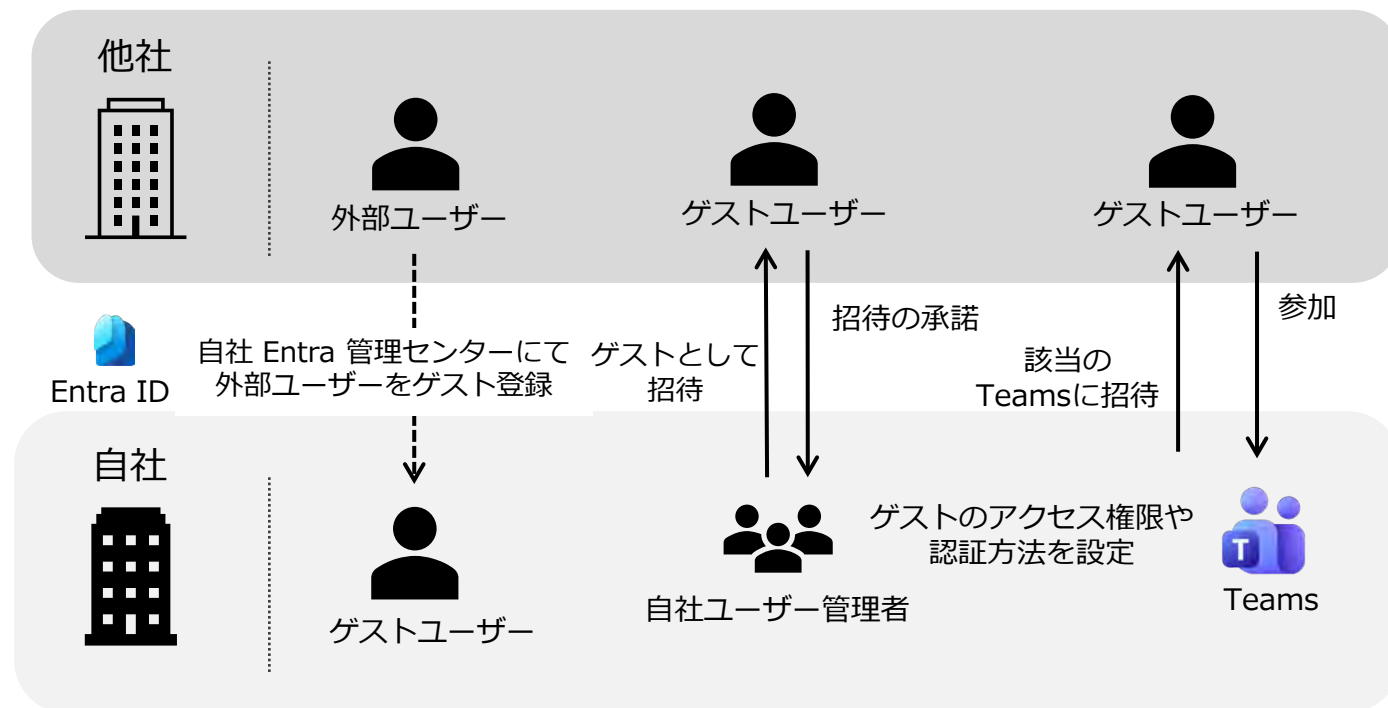 他社
外部ユーザー
ゲストユーザー
ゲストユーザー
Entra ID
自社 Entra 管理センターにて
外部ユーザーをゲスト登録
ゲストとして
招待
招待の承諾
該当の
Teamsに招待
参加
自社
ゲストユーザー
自社ユーザー管理者
ゲストのアクセス権限や
認証方法を設定
T
Teams